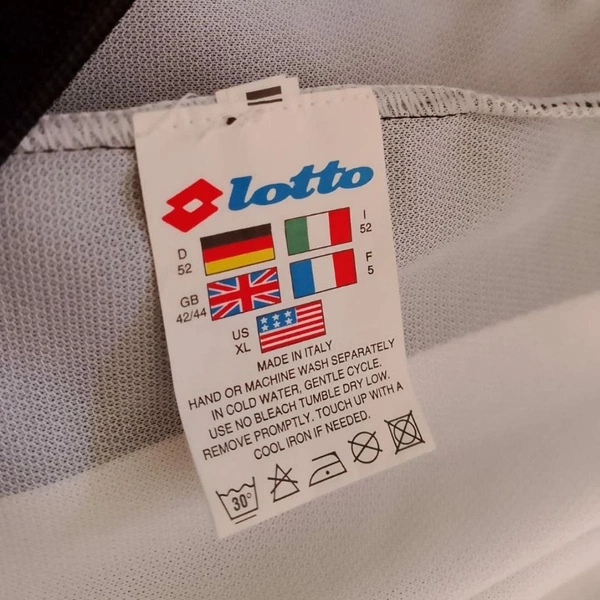 lotto
D
52
I
52
GB
42/44
F
5
US
XL
MADE IN ITALY
HAND OR MACHINE WASH SEPARATELY
IN COLD WATER, GENTLE CYCLE.
USE NO BLEACH TUMBLE DRY LOW.
REMOVE PROMPTLY. TOUCH UP WITH A
COOL IRON IF NEEDED.
30°